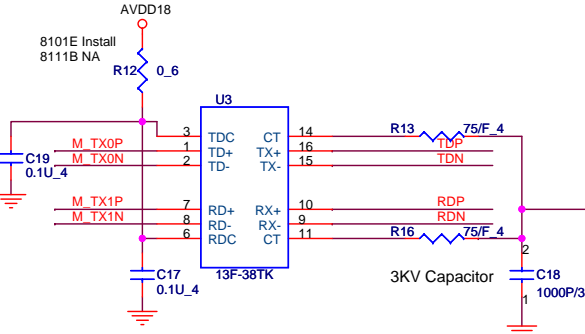 AVDD18
8101E Install
8111B NA
R12 0_6
U3
C19
0.1U_4
M_TX0P
M_TX0N
M_TX1P
M_TX1N
3 TDC CT 14
1 TD+ TX+ 16
2 TD- TX- 15
7 RD+ RX+ 10
8 RD- RX- 9
6 RDC CT 11
13F-38TK
R13 75/F_4
TDP
TDN
RDP
RDN
R16 75/F_4
C17
0.1U_4
3KV Capacitor
2
C18
1000P/3
1